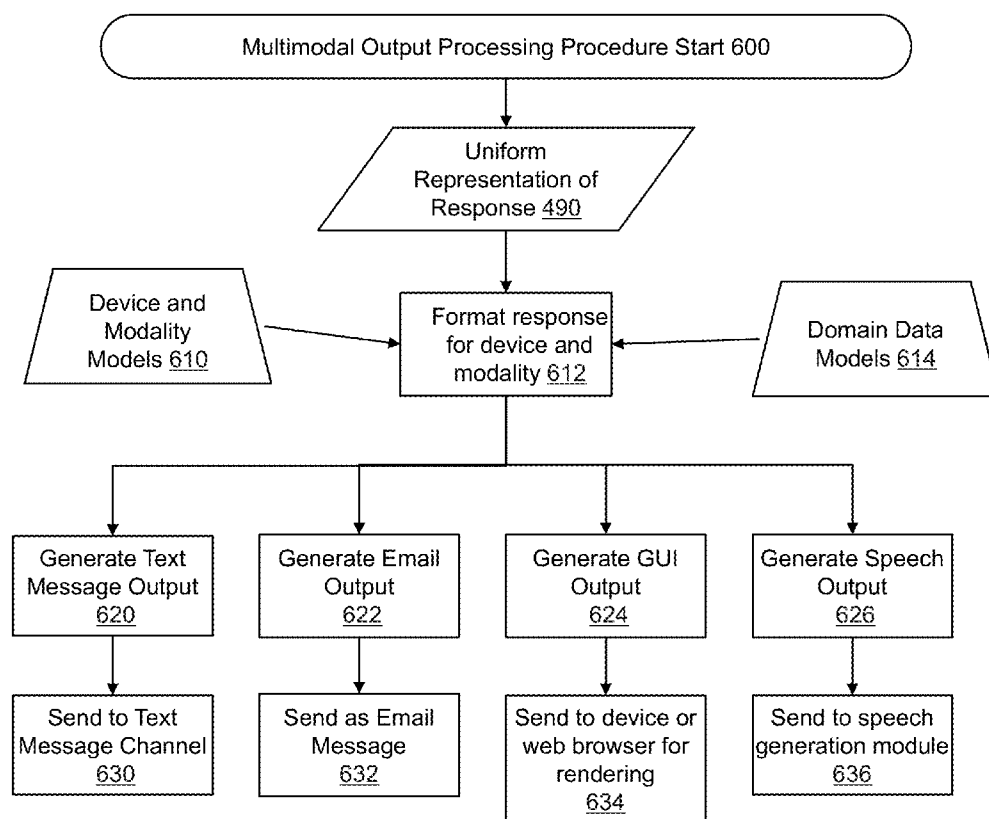 Multimodal Output Processing Procedure Start 600
Uniform
Representation of
Response 490
Device and
Modality
Models 610
Format response
for device and
modality 612
Domain Data
Models 614
Generate Text
Message Output
620
Generate Email
Output
622
Generate GUI
Output
624
Generate Speech
Output
626
Send to Text
Message Channel
630
Send as Email
Message
632
Send to device or
web browser for
rendering
634
Send to speech
generation module
636